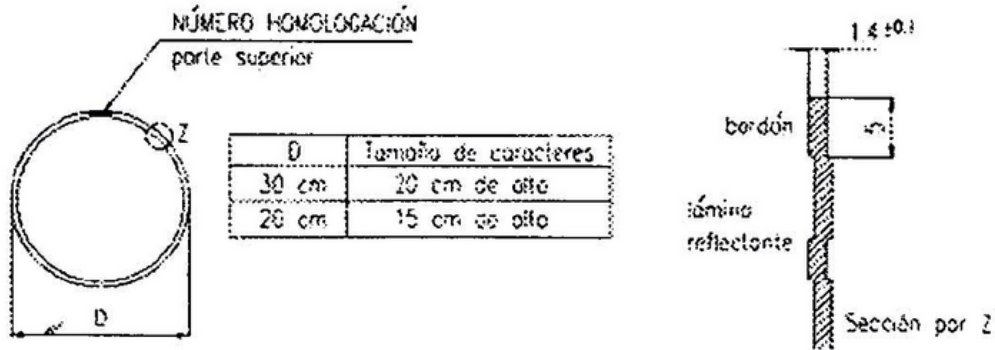 NÚMERO HOMOLOGACIÓN
parte superior
Z
D
Tamaño de caracteres
30 cm
20 cm de alto
20 cm
15 cm de alto
D
1.4 ±0.1
bordón
5
lámina
reflectante
Sección por Z